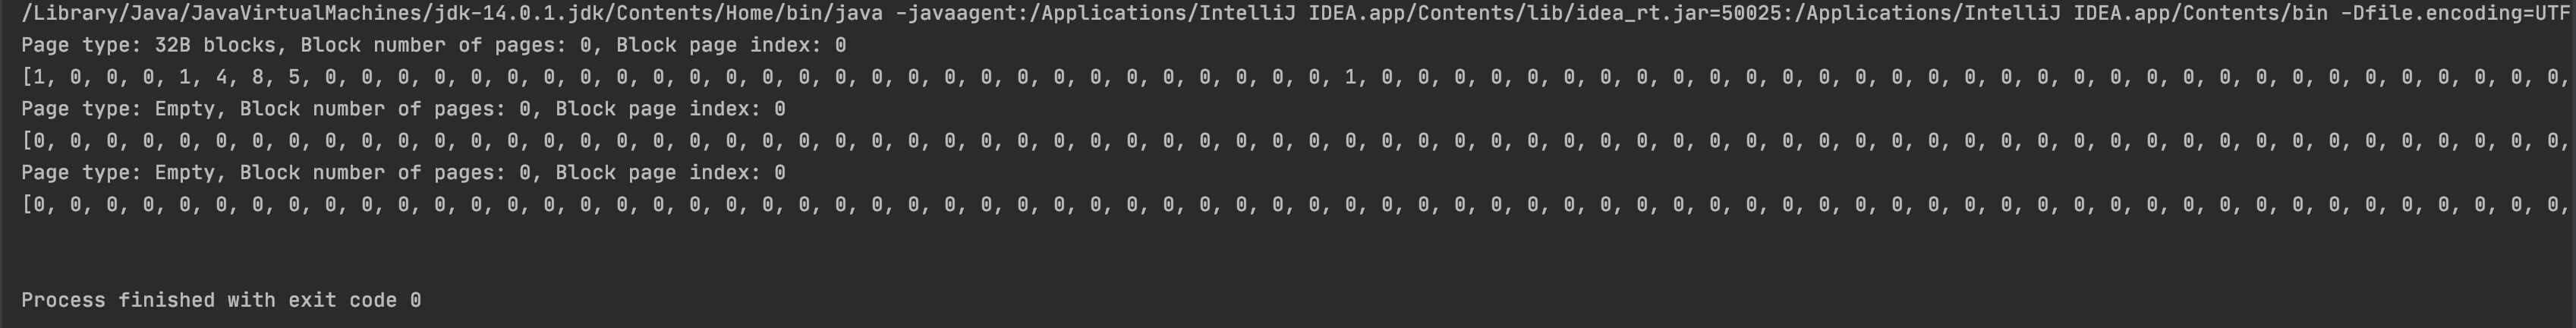 /Library/Java/JavaVirtualMachines/jdk-14.0.1.jdk/Contents/Home/bin/java -javaagent:/Applications/IntelliJ IDEA.app/Contents/lib/idea_rt.jar=50025:/Applications/IntelliJ IDEA.app/Contents/bin -Dfile.encoding=UTF
Page type: 32B blocks, Block number of pages: 0, Block page index: 0
[1, 0, 0, 0, 1, 4, 8, 5, 0, 0, 0, 0, 0, 0, 0, 0, 0, 0, 0, 0, 0, 0, 0, 0, 0, 0, 0, 0, 0, 0, 0, 0, 0, 0, 0, 0, 1, 0, 0, 0, 0, 0, 0, 0, 0, 0, 0, 0, 0, 0, 0, 0, 0, 0, 0, 0, 0, 0, 0, 0, 0, 0, 0, 0, 0, 0, 0, 0, 0, 0,
Page type: Empty, Block number of pages: 0, Block page index: 0
[0, 0, 0, 0, 0, 0, 0, 0, 0, 0, 0, 0, 0, 0, 0, 0, 0, 0, 0, 0, 0, 0, 0, 0, 0, 0, 0, 0, 0, 0, 0, 0, 0, 0, 0, 0, 0, 0, 0, 0, 0, 0, 0, 0, 0, 0, 0, 0, 0, 0, 0, 0, 0, 0, 0, 0, 0, 0, 0, 0, 0, 0, 0, 0, 0, 0, 0, 0, 0, 0,
Page type: Empty, Block number of pages: 0, Block page index: 0
[0, 0, 0, 0, 0, 0, 0, 0, 0, 0, 0, 0, 0, 0, 0, 0, 0, 0, 0, 0, 0, 0, 0, 0, 0, 0, 0, 0, 0, 0, 0, 0, 0, 0, 0, 0, 0, 0, 0, 0, 0, 0, 0, 0, 0, 0, 0, 0, 0, 0, 0, 0, 0, 0, 0, 0, 0, 0, 0, 0, 0, 0, 0, 0, 0, 0, 0, 0, 0, 0,
Process finished with exit code 0